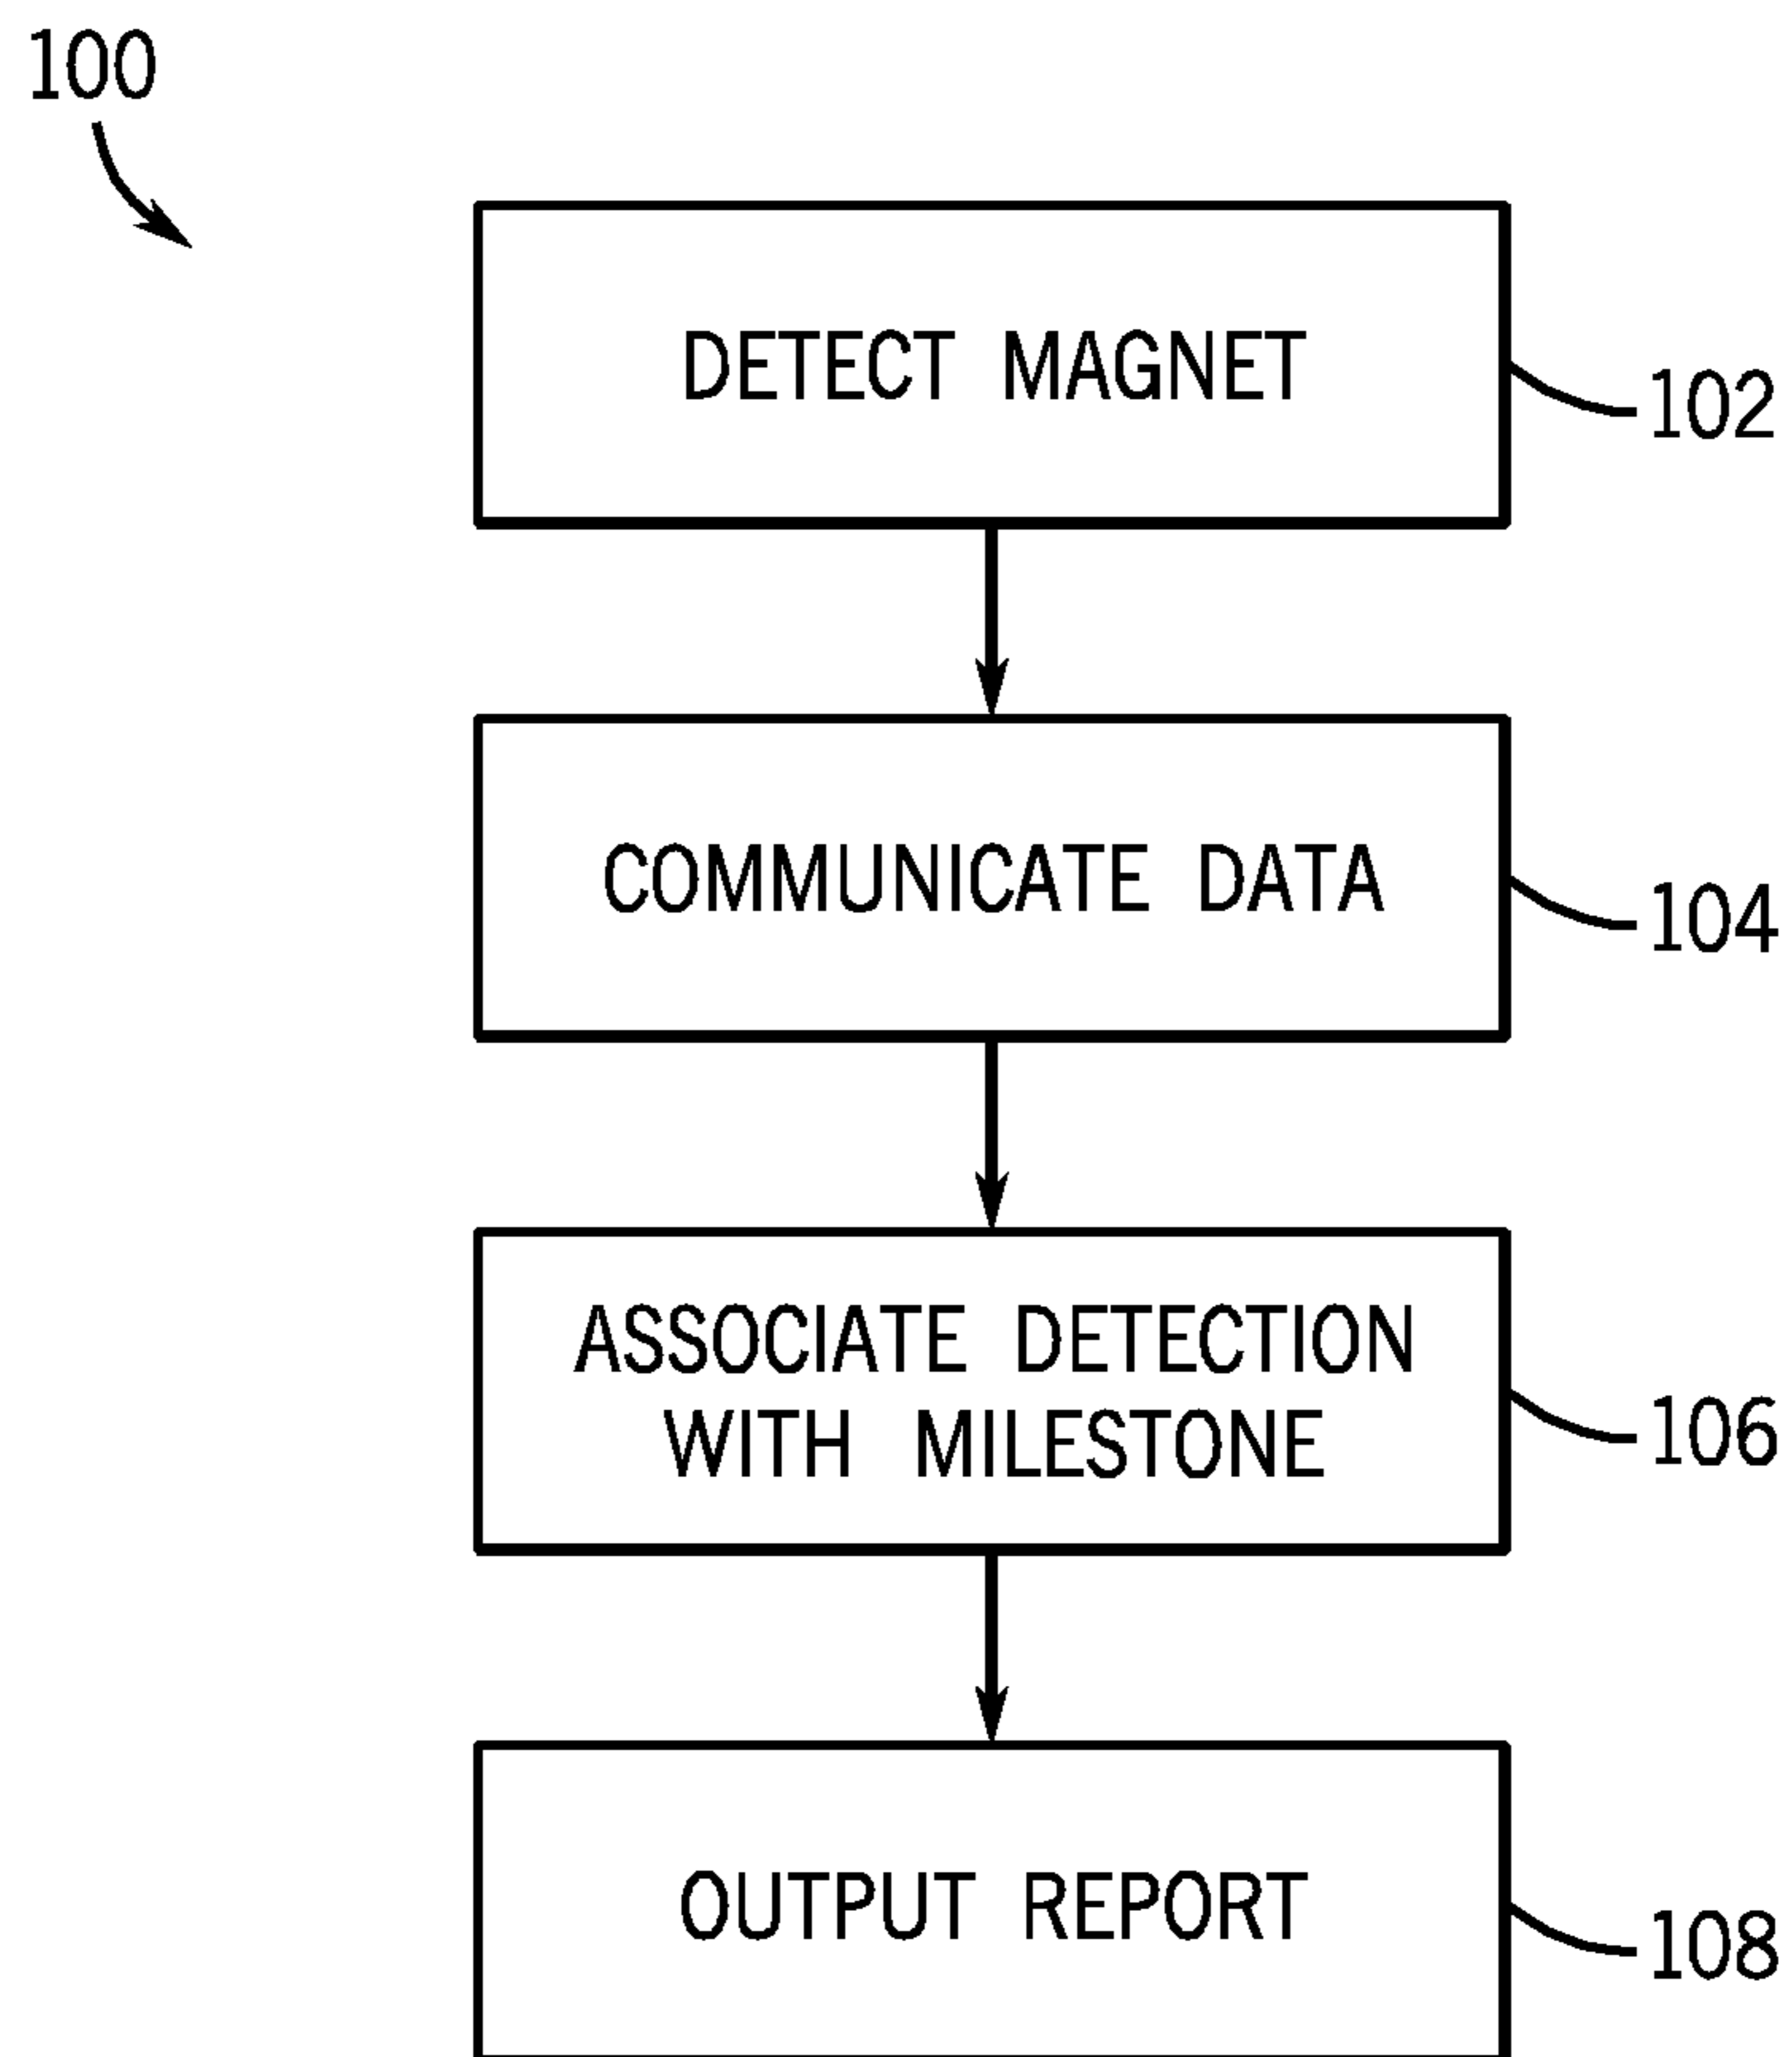 100
DETECT MAGNET
102
COMMUNICATE DATA
104
ASSOCIATE DETECTION
WITH MILESTONE
106
OUTPUT REPORT
108